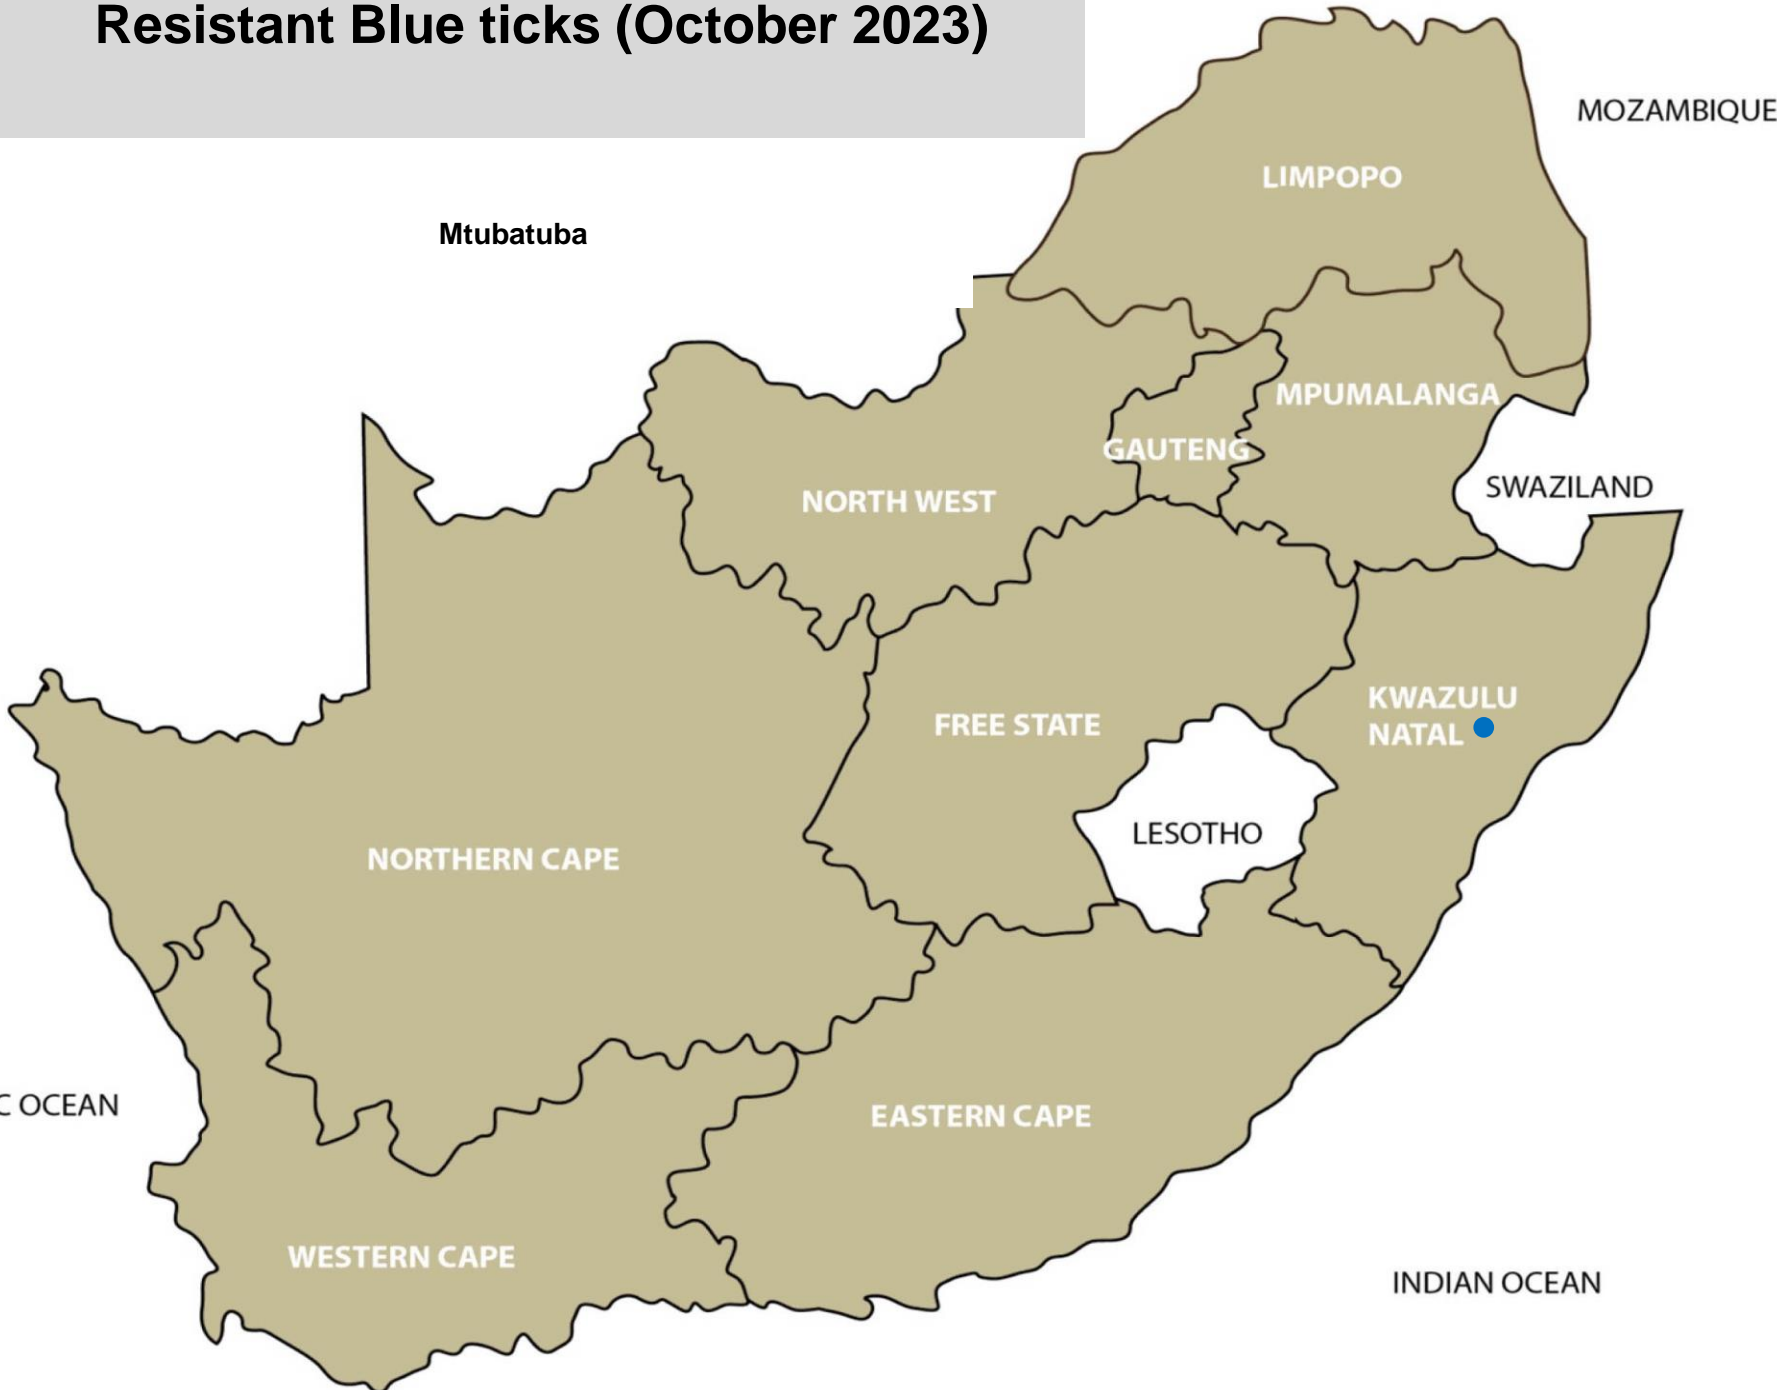 Resistant Blue ticks (October 2023)
MOZAMBIQUE
LIMPOPO
Mtubatuba
MPUMALANGA
GAUTENG
SWAZILAND
NORTH WEST
KWAZULU
NATAL
FREE STATE
LESOTHO
NORTHERN CAPE
C OCEAN
EASTERN CAPE
WESTERN CAPE
INDIAN OCEAN